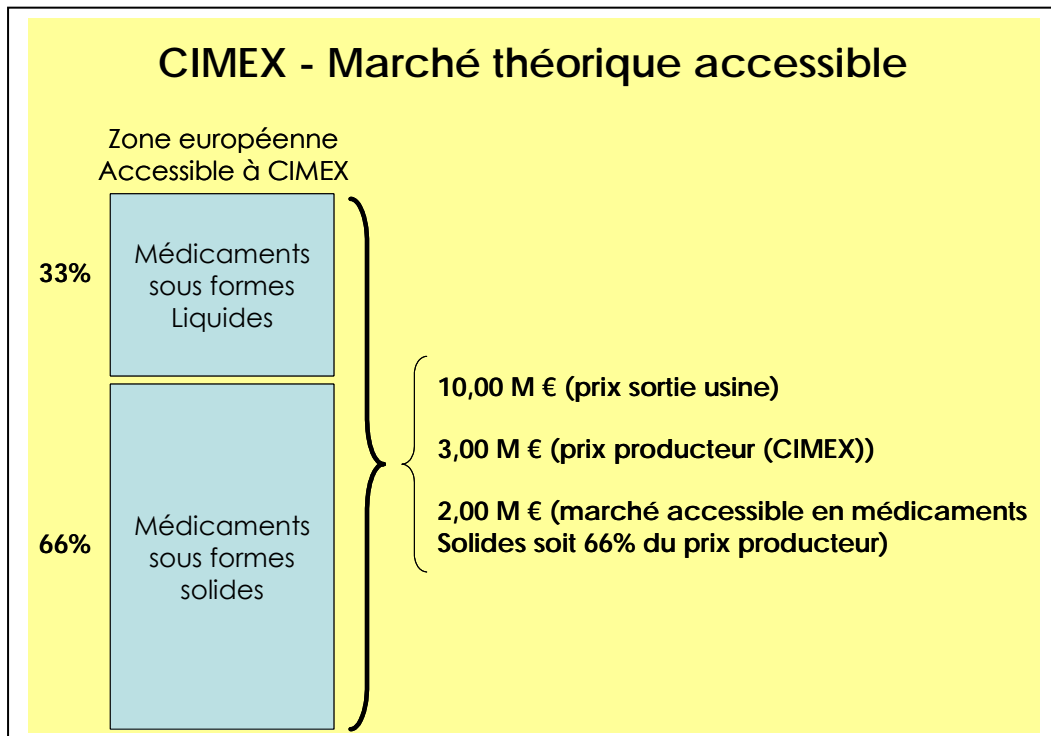 CIMEX - Marché théorique accessible
Zone européenne
Accessible à CIMEX
33%
Médicaments
sous formes
Liquides
66%
Médicaments
sous formes
solides
10,00 M € (prix sortie usine)
3,00 M € (prix producteur (CIMEX))
2,00 M € (marché accessible en médicaments
Solides soit 66% du prix producteur)